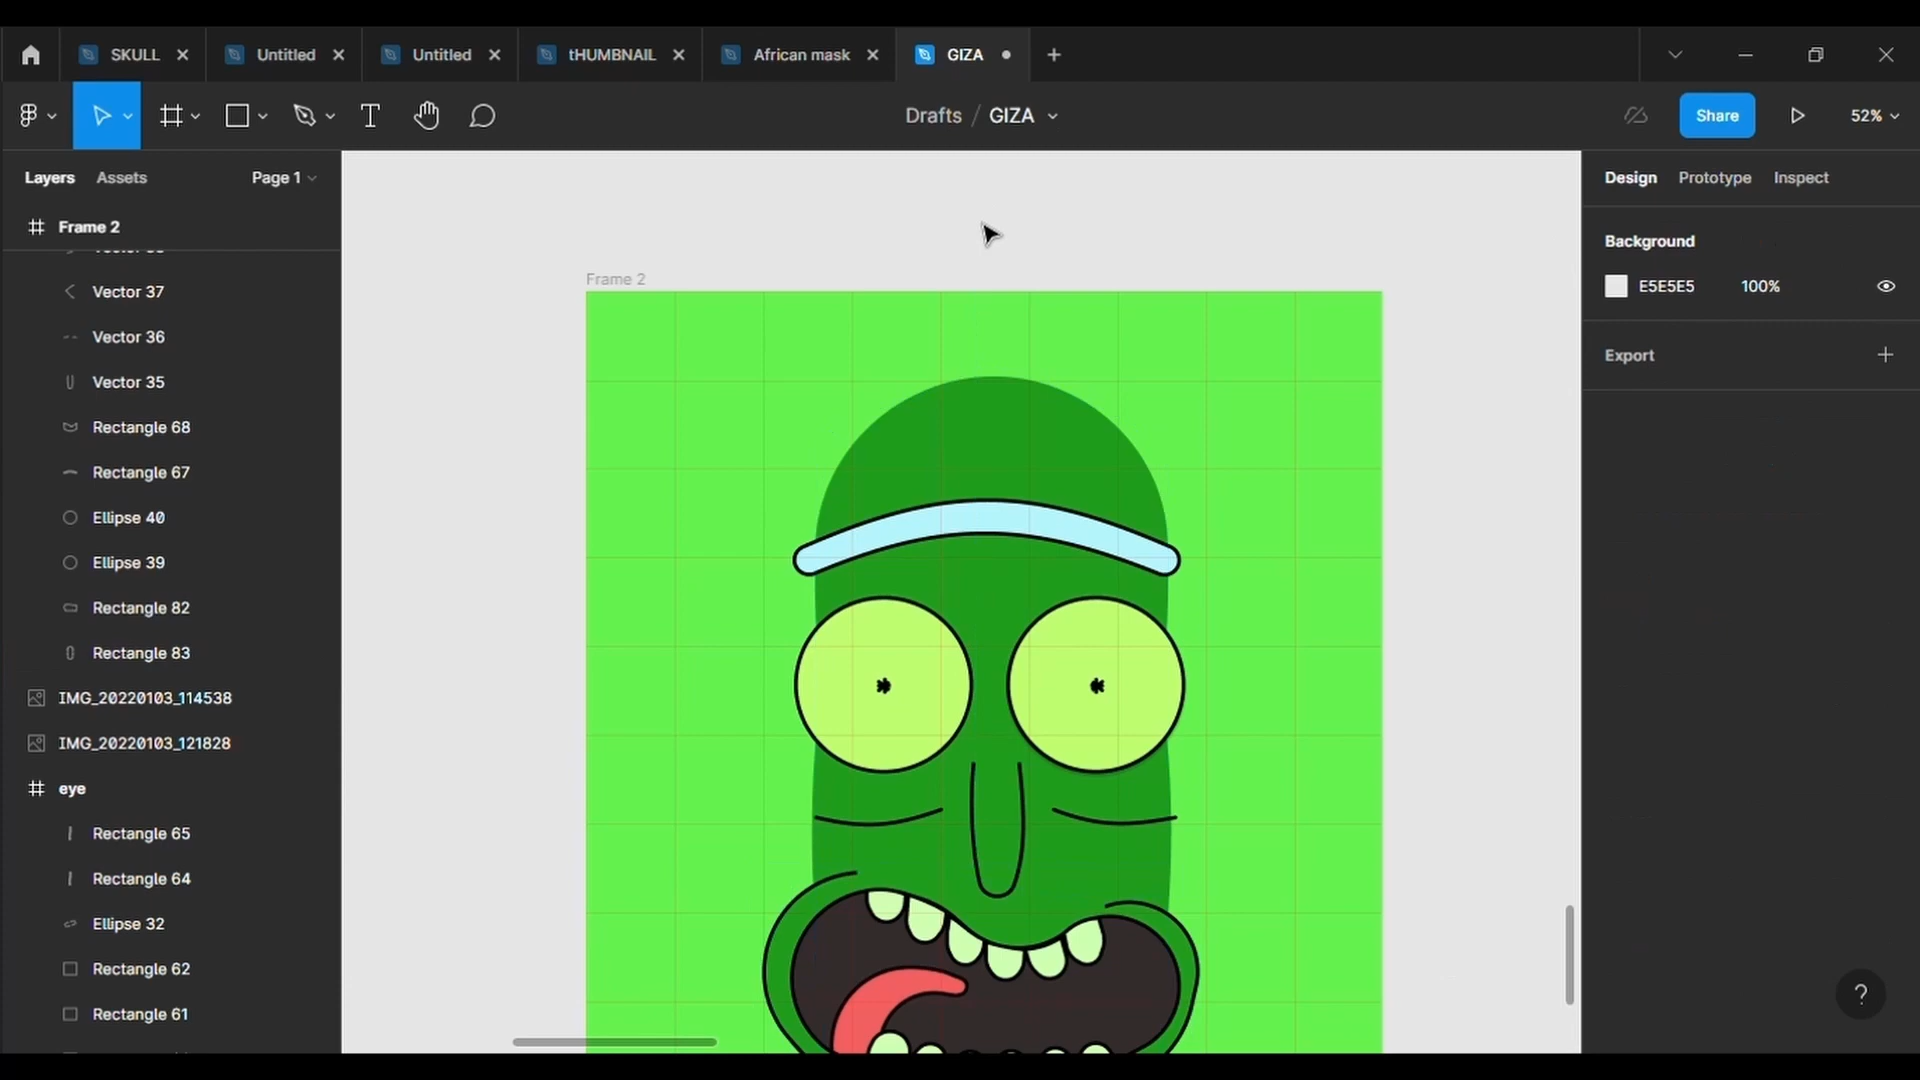 SKULL
Untitled
Untitled
tHUMBNAIL
African mask
GIZA
Drafts / GIZA
Share
52%
Layers
Assets
Page 1
Design
Prototype
Inspect
Frame 2
Vector 37
Vector 36
Vector 35
Rectangle 68
Rectangle 67
Ellipse 40
Ellipse 39
Rectangle 82
Rectangle 83
IMG_20220103_114538
IMG_20220103_121828
eye
Rectangle 65
Rectangle 64
Ellipse 32
Rectangle 62
Rectangle 61
Frame 2
Background
E5E5E5
100%
Export
?